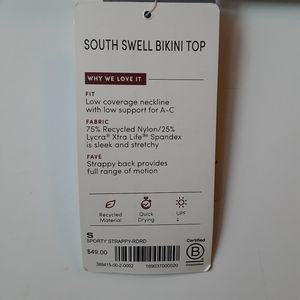 SOUTH SWELL BIKINI TOP
WHY WE LOVE IT
FIT
Low coverage neckline
with low support for A-C
FABRIC
75% Recycled Nylon/25%
Lycra® Xtra Life™ Spandex
is sleek and stretchy
FAVE
Strappy back provides
full range of motion
Recycled
Material
Quick
Drying
UPF
S
SPORTY STRAPPY-RDRD
$49.00
Certified
B
Corporation